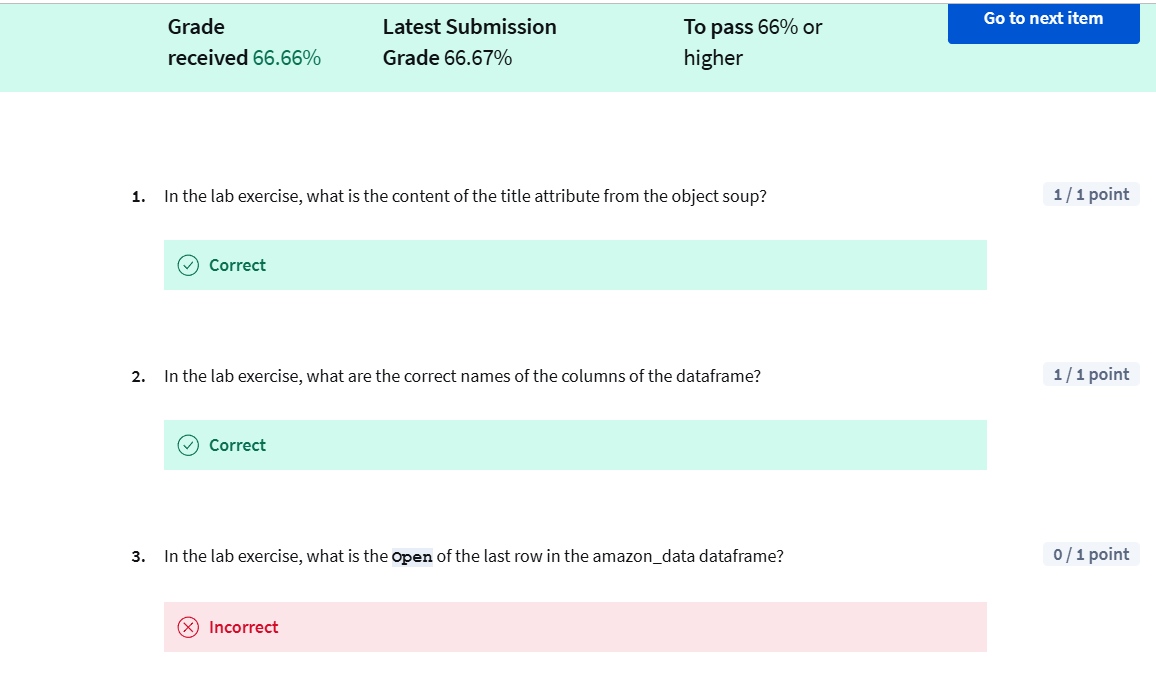 Grade
received 66.66%
Latest Submission
Grade 66.67%
To pass 66% or
higher
Go to next item
1. In the lab exercise, what is the content of the title attribute from the object soup?
1 / 1 point
Correct
2. In the lab exercise, what are the correct names of the columns of the dataframe?
1 / 1 point
Correct
3. In the lab exercise, what is the Open of the last row in the amazon_data dataframe?
0 / 1 point
Incorrect